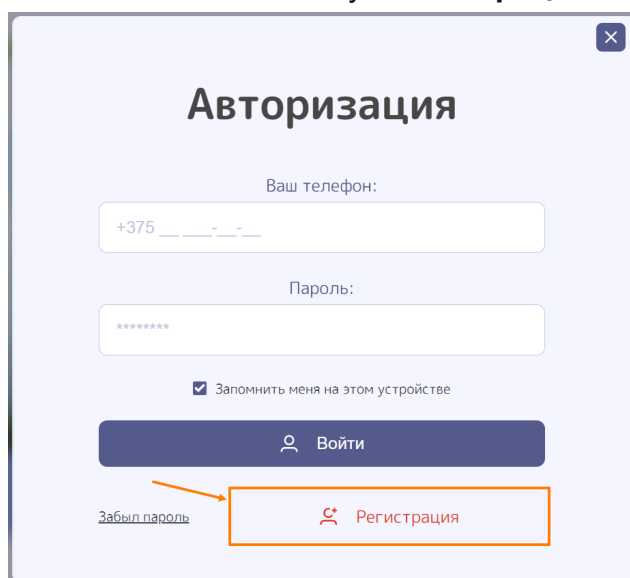 Авторизация
Ваш телефон:
+375 __ ___-__-__
Пароль:
********
Запомнить меня на этом устройстве
Войти
Забыл пароль
Регистрация